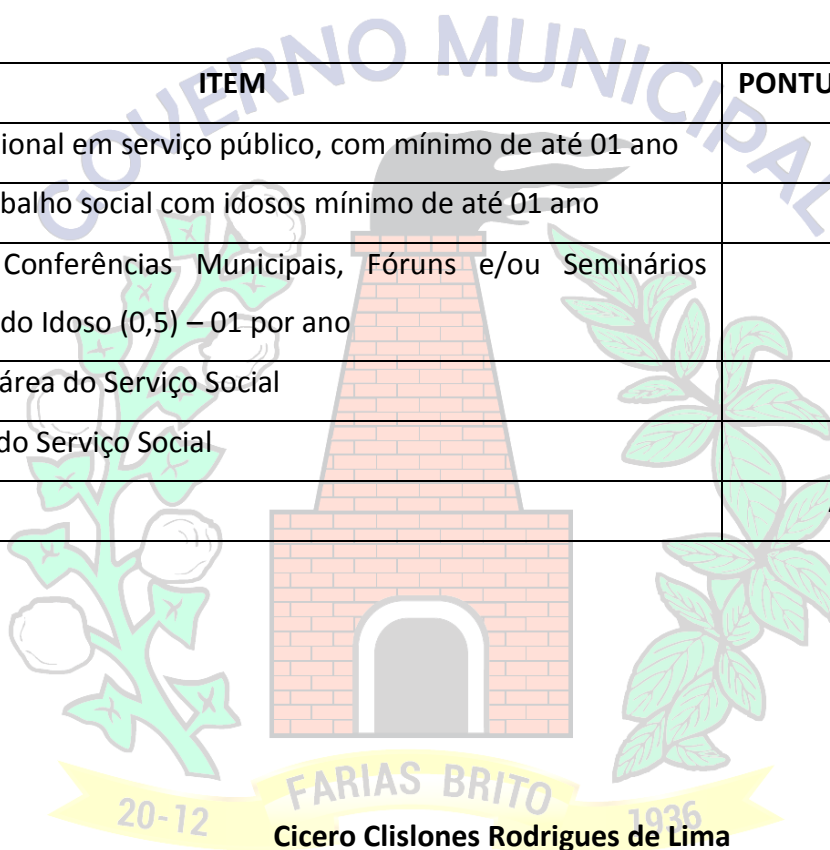 GOVERNO MUNICIPAL
ITEM PONTU
ional em serviço público, com mínimo de até 01 ano
balho social com idosos mínimo de até 01 ano
Conferências Municipais, Fóruns e/ou Seminários
do Idoso (0,5) – 01 por ano
área do Serviço Social
do Serviço Social
FARIAS BRITO
20-12 1936
Cicero Clislones Rodrigues de Lima